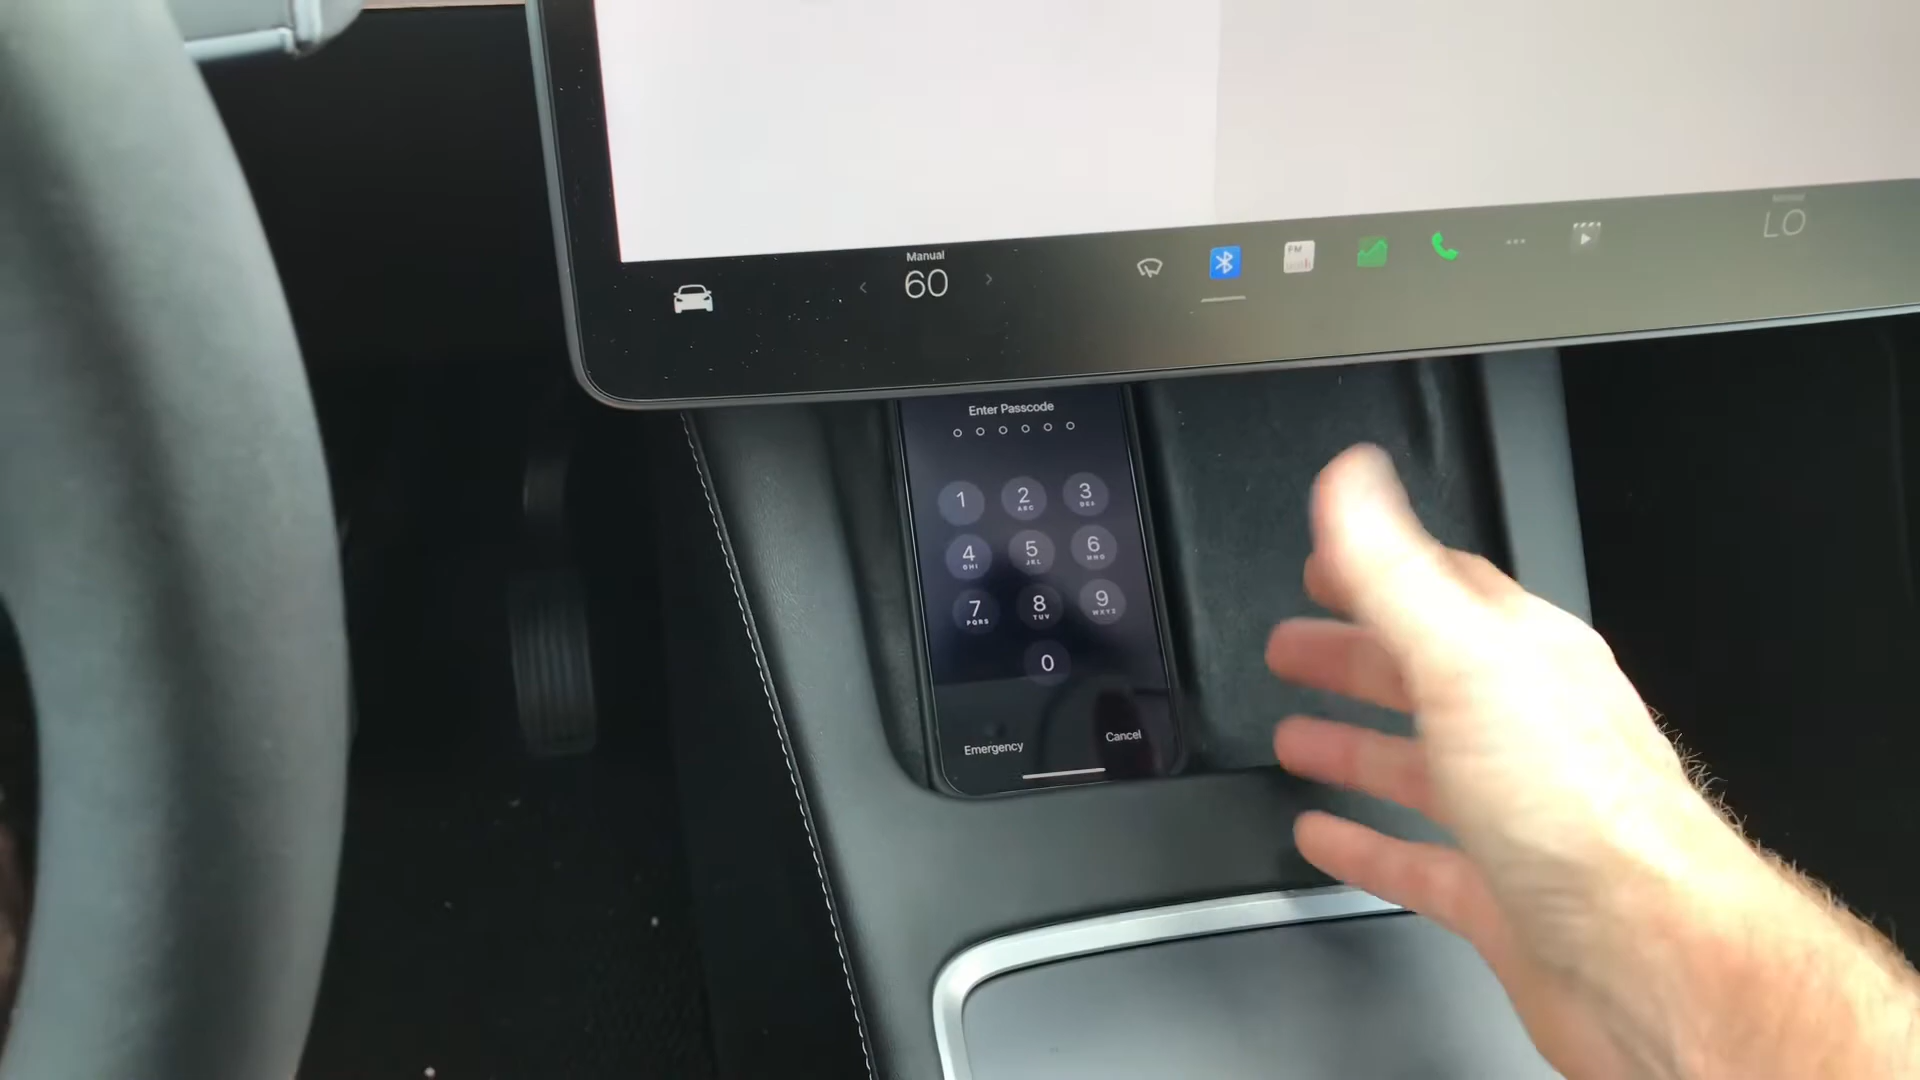 Manual
60
FM
LO
Enter Passcode
1
2
ABC
3
DEF
4
GHI
5
JKL
6
MNO
7
PQRS
8
TUV
9
WXYZ
0
Emergency
Cancel